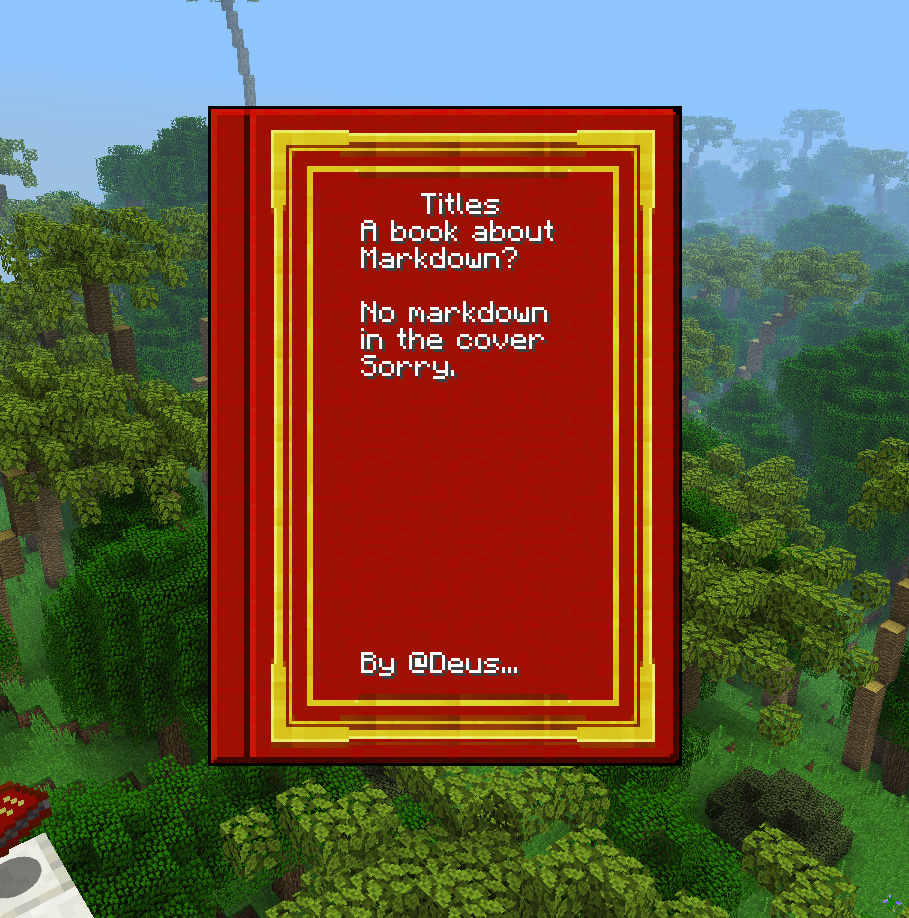 Titles
A book about
Markdown?
No markdown
in the cover
Sorry.
By @Deus...